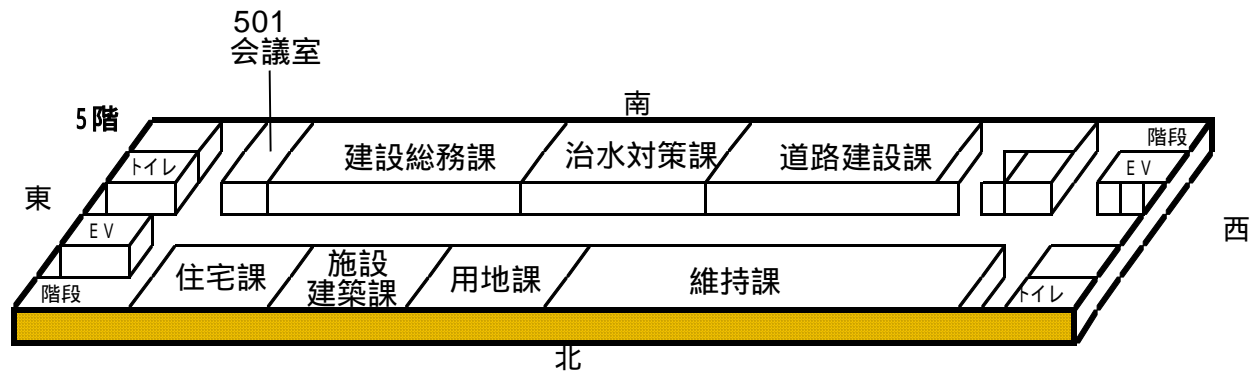 501
会議室
南
5階
階段
トイレ
建設総務課
治水対策課
道路建設課
EV
東
西
EV
住宅課
施設
建築課
用地課
維持課
階段
トイレ
北